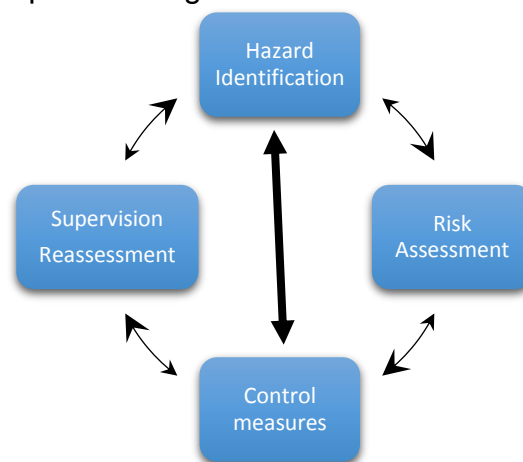 Hazard
Identification
Supervision
Reassessment
Risk
Assessment
Control
measures